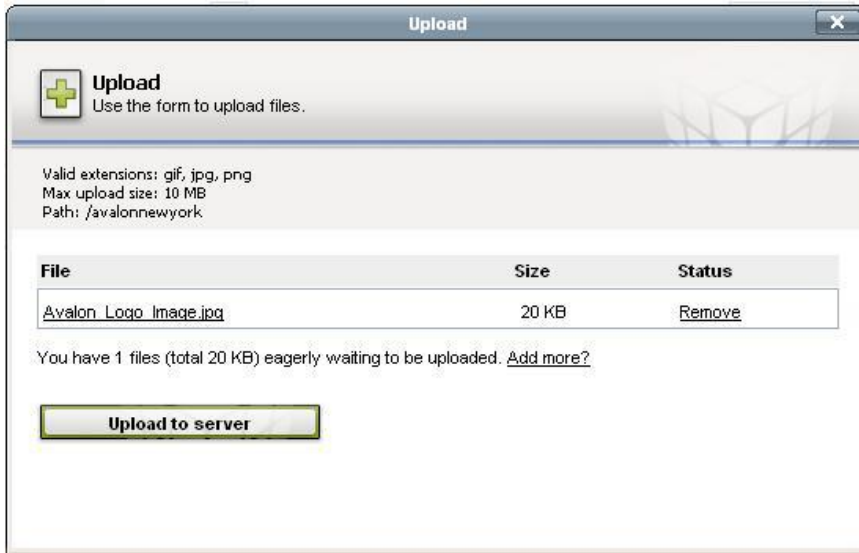 Upload
Upload
Use the form to upload files.
Valid extensions: gif, jpg, png
Max upload size: 10 MB
Path: /avalonnewyork
File Size Status
Avalon_Logo_Image.jpg 20 KB Remove
You have 1 files (total 20 KB) eagerly waiting to be uploaded. Add more?
Upload to server